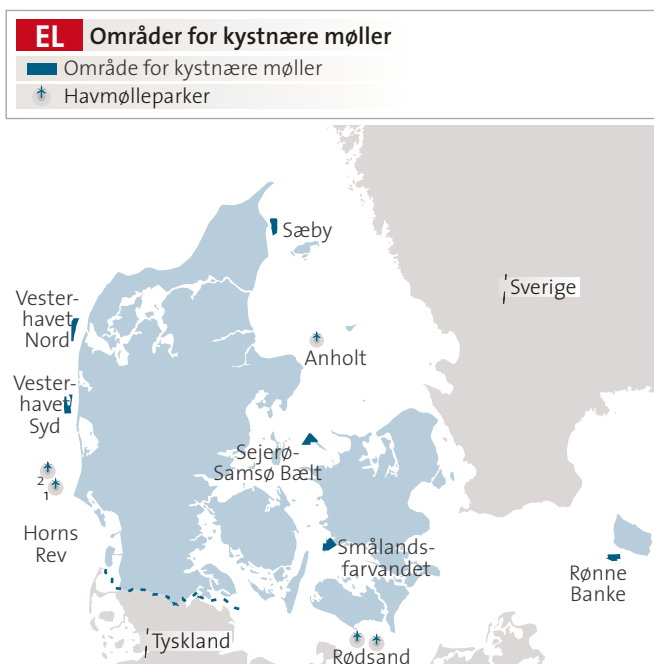 EL Områder for kystnære møller
Område for kystnære møller
Havmølleparker
Sæby
Sverige
Vester-
havet
Nord
Anholt
Vester-
havet
Syd
Sejerø-
Samsø Bælt
2
1
Horns
Rev
Smålands-
farvandet
Rønne
Banke
Tyskland
Rødsand